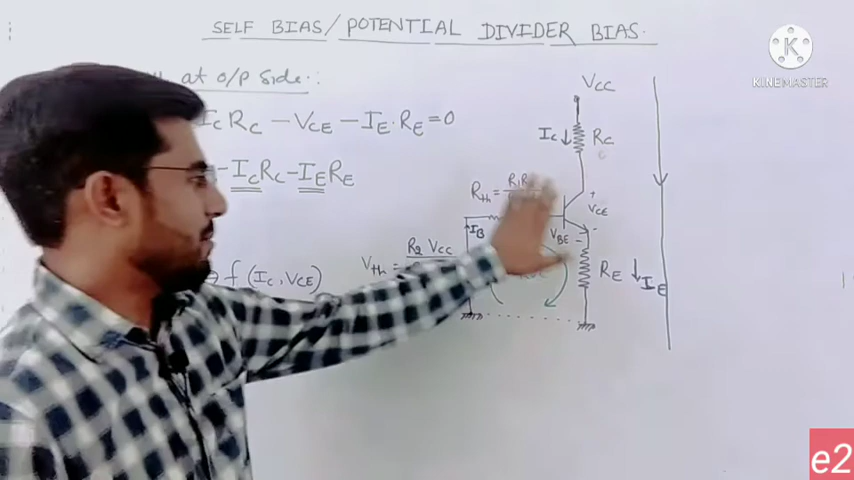 SELF BIAS/POTENTIAL DIVIDER BIAS.
at o/p side :
ICRC - VCE - IE.RE = 0
- ICRC - IERE
f (IC, VCE)
VCC
IC ↓ RC
Rth =
+
VCE
-
IB
VBE
-
Vth = R2 VCC
RE ↓ IE
KINEMASTER
e2